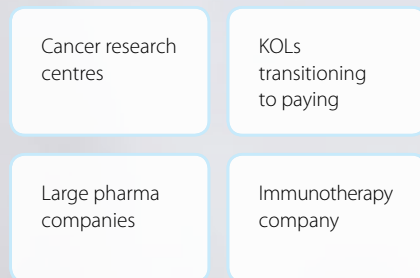 Cancer research
centres
KOLs
transitioning
to paying
Large pharma
companies
Immunotherapy
company